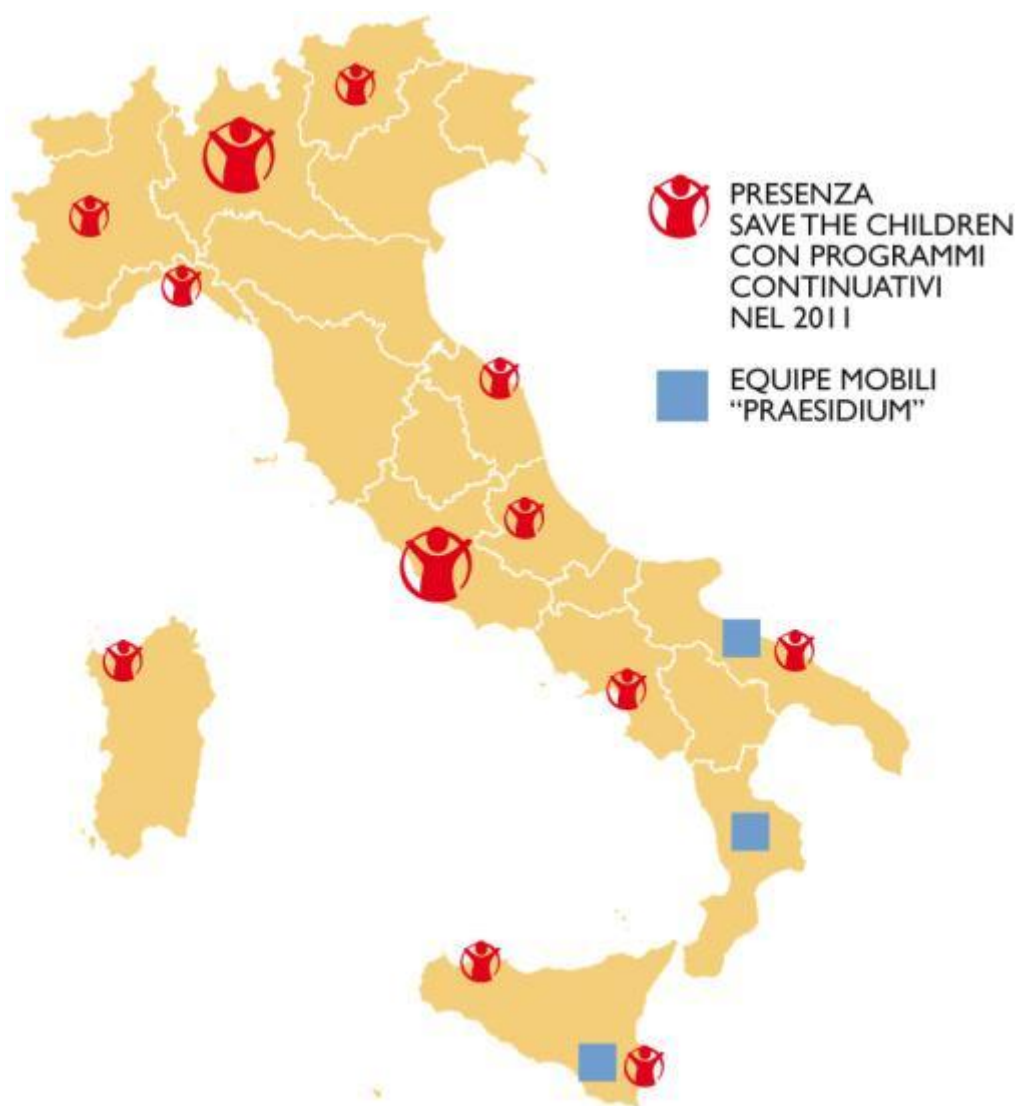 PRESENZA
SAVE THE CHILDREN
CON PROGRAMMI
CONTINUATIVI
NEL 2011
EQUIPE MOBILI
“PRAESIDIUM”